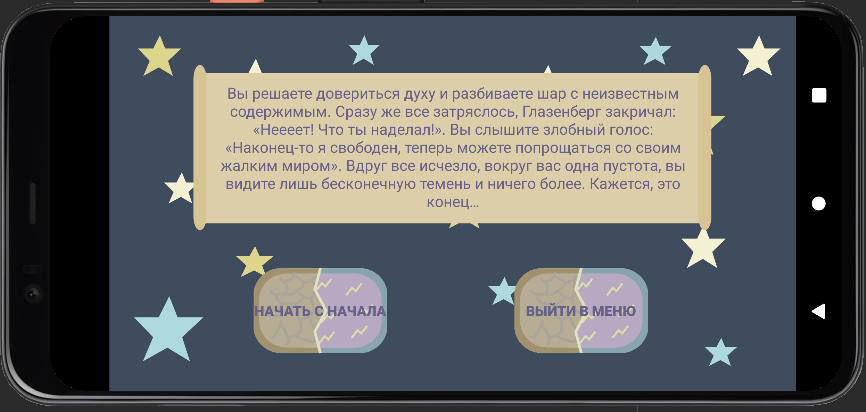 Вы решаете довериться духу и разбиваете шар с неизвестным
содержимым. Сразу же все затряслось, Глазенберг закричал:
«Неееет! Что ты наделал!». Вы слышите злобный голос:
«Наконец-то я свободен, теперь можете попрощаться со своим
жалким миром». Вдруг все исчезло, вокруг вас одна пустота, вы
видите лишь бесконечную темень и ничего более. Кажется, это
конец…
НАЧАТЬ С НАЧАЛА
ВЫЙТИ В МЕНЮ